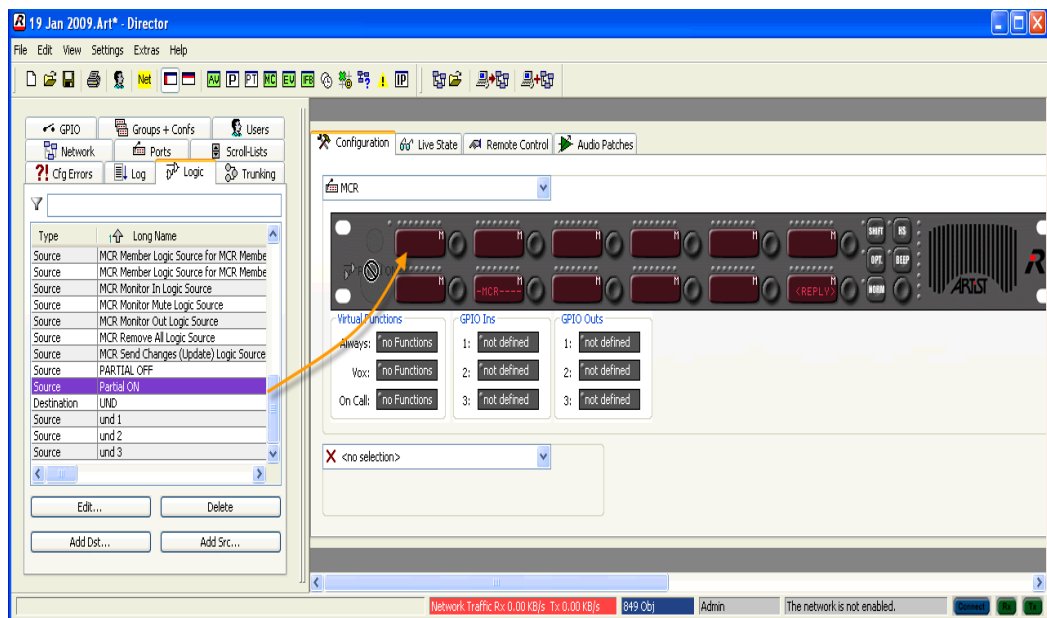 19 Jan 2009.Art* - Director
File Edit View Settings Extras Help
Net AV P PT MC EV IFB IP
GPIO Groups + Confs Users
Network Ports Scroll-Lists
Cfg Errors Log Logic Trunking
Type 1 Long Name
Source MCR Member Logic Source for MCR Membe
Source MCR Member Logic Source for MCR Membe
Source MCR Monitor In Logic Source
Source MCR Monitor Mute Logic Source
Source MCR Monitor Out Logic Source
Source MCR Remove All Logic Source
Source MCR Send Changes (Update) Logic Source
Source PARTIAL OFF
Source Partial ON
Destination UND
Source und 1
Source und 2
Source und 3
Edit... Delete
Add Dst... Add Src...
Configuration Live State Remote Control Audio Patches
MCR
M M M M M M SHIFT HS
OPT. BEEP
M -MCR---- M M M <REPLY> M NORM ARTIST
Virtual Functions GPIO Ins GPIO Outs
Always: no Functions 1: not defined 1: not defined
Vox: no Functions 2: not defined 2: not defined
On Call: no Functions 3: not defined 3: not defined
<no selection>
Network Traffic Rx 0.00 KB/s Tx 0.00 KB/s 849 Obj Admin The network is not enabled. Connect Rx Tx